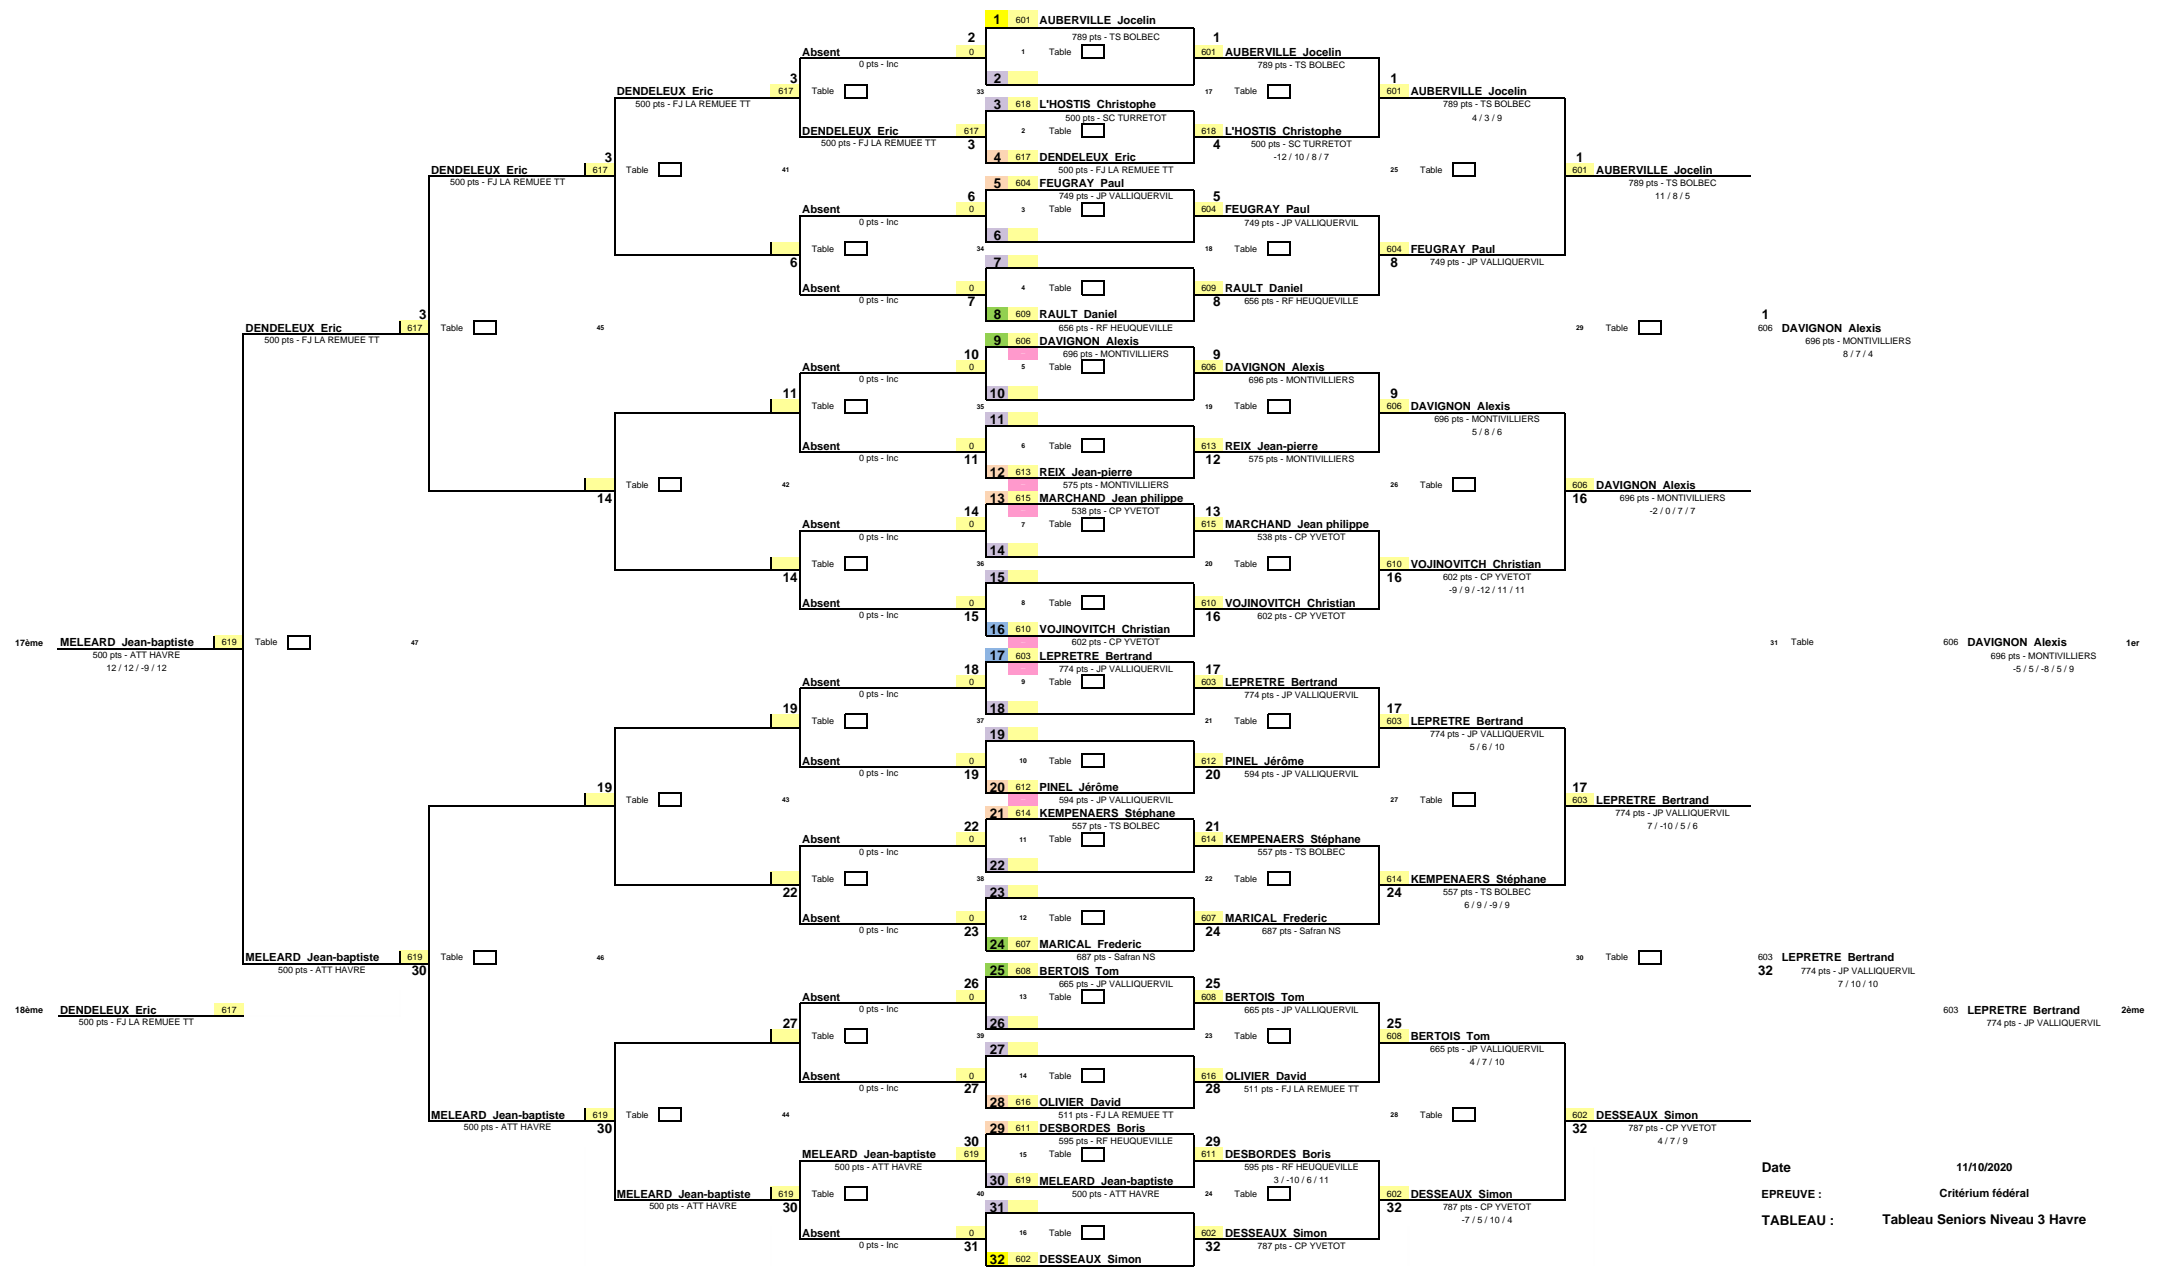 1 601 AUBERVILLE Jocelin
2 789 pts - TS BOLBEC 1
Absent 0 1 Table 601 AUBERVILLE Jocelin
0 pts - Inc 789 pts - TS BOLBEC
3 2 1
DENDELEUX Eric 617 Table 33 17 Table 601 AUBERVILLE Jocelin
500 pts - FJ LA REMUEE TT 3 618 L'HOSTIS Christophe 789 pts - TS BOLBEC
500 pts - SC TURRETOT 4 / 3 / 9
DENDELEUX Eric 617 2 Table 618 L'HOSTIS Christophe
500 pts - FJ LA REMUEE TT 3 4 500 pts - SC TURRETOT
3 4 617 DENDELEUX Eric -12 / 10 / 8 / 7 1
DENDELEUX Eric 617 Table 41 500 pts - FJ LA REMUEE TT 25 Table 601 AUBERVILLE Jocelin
500 pts - FJ LA REMUEE TT 5 604 FEUGRAY Paul 789 pts - TS BOLBEC
6 749 pts - JP VALLIQUERVIL 5 11 / 8 / 5
Absent 0 3 Table 604 FEUGRAY Paul
0 pts - Inc 749 pts - JP VALLIQUERVIL
6
Table 34 18 Table 604 FEUGRAY Paul
6 7 8 749 pts - JP VALLIQUERVIL
Absent 0 4 Table 609 RAULT Daniel
0 pts - Inc 7 8 656 pts - RF HEUQUEVILLE
3 8 609 RAULT Daniel 1
DENDELEUX Eric 617 Table 45 656 pts - RF HEUQUEVILLE 29 Table 606 DAVIGNON Alexis
500 pts - FJ LA REMUEE TT 9 606 DAVIGNON Alexis 696 pts - MONTIVILLIERS
10 696 pts - MONTIVILLIERS 9 8 / 7 / 4
Absent 0 5 Table 606 DAVIGNON Alexis
0 pts - Inc 696 pts - MONTIVILLIERS
11 10 9
Table 35 19 Table 606 DAVIGNON Alexis
11 696 pts - MONTIVILLIERS
5 / 8 / 6
Absent 0 6 Table 613 REIX Jean-pierre
0 pts - Inc 11 12 575 pts - MONTIVILLIERS
12 613 REIX Jean-pierre
Table 42 575 pts - MONTIVILLIERS 26 Table 606 DAVIGNON Alexis
14 13 615 MARCHAND Jean philippe 16 696 pts - MONTIVILLIERS
14 538 pts - CP YVETOT 13 -2 / 0 / 7 / 7
Absent 0 7 Table 615 MARCHAND Jean philippe
0 pts - Inc 538 pts - CP YVETOT
14
Table 36 20 Table 610 VOJINOVITCH Christian
14 15 16 602 pts - CP YVETOT
-9 / 9 / -12 / 11 / 11
Absent 0 8 Table 610 VOJINOVITCH Christian
0 pts - Inc 15 16 602 pts - CP YVETOT
16 610 VOJINOVITCH Christian
17ème MELEARD Jean-baptiste 619 Table 47 602 pts - CP YVETOT 31 Table 606 DAVIGNON Alexis 1er
500 pts - ATT HAVRE 17 603 LEPRETRE Bertrand 696 pts - MONTIVILLIERS
12 / 12 / -9 / 12 18 774 pts - JP VALLIQUERVIL 17 -5 / 5 / -8 / 5 / 9
Absent 0 9 Table 603 LEPRETRE Bertrand
0 pts - Inc 774 pts - JP VALLIQUERVIL
19 18 17
Table 37 21 Table 603 LEPRETRE Bertrand
19 774 pts - JP VALLIQUERVIL
5 / 6 / 10
Absent 0 10 Table 612 PINEL Jérôme
0 pts - Inc 19 20 594 pts - JP VALLIQUERVIL
19 20 612 PINEL Jérôme 17
Table 43 594 pts - JP VALLIQUERVIL 27 Table 603 LEPRETRE Bertrand
21 614 KEMPENAERS Stéphane 774 pts - JP VALLIQUERVIL
22 557 pts - TS BOLBEC 21 7 / -10 / 5 / 6
Absent 0 11 Table 614 KEMPENAERS Stéphane
0 pts - Inc 557 pts - TS BOLBEC
22
Table 38 22 Table 614 KEMPENAERS Stéphane
22 23 24 557 pts - TS BOLBEC
6 / 9 / -9 / 9
Absent 0 12 Table 607 MARICAL Frederic
0 pts - Inc 23 24 687 pts - Safran NS
24 607 MARICAL Frederic
MELEARD Jean-baptiste 619 Table 46 687 pts - Safran NS 30 Table 603 LEPRETRE Bertrand
500 pts - ATT HAVRE 30 25 608 BERTOIS Tom 32 774 pts - JP VALLIQUERVIL
26 665 pts - JP VALLIQUERVIL 25 7 / 10 / 10
Absent 0 13 Table 608 BERTOIS Tom
0 pts - Inc 665 pts - JP VALLIQUERVIL
18ème DENDELEUX Eric 617 603 LEPRETRE Bertrand 2ème
500 pts - FJ LA REMUEE TT 27 26 25 774 pts - JP VALLIQUERVIL
Table 39 23 Table 608 BERTOIS Tom
27 665 pts - JP VALLIQUERVIL
4 / 7 / 10
Absent 0 14 Table 616 OLIVIER David
0 pts - Inc 27 28 511 pts - FJ LA REMUEE TT
28 616 OLIVIER David
MELEARD Jean-baptiste 619 Table 44 511 pts - FJ LA REMUEE TT 28 Table 602 DESSEAUX Simon
500 pts - ATT HAVRE 30 29 611 DESBORDES Boris 32 787 pts - CP YVETOT
30 595 pts - RF HEUQUEVILLE 29 4 / 7 / 9
MELEARD Jean-baptiste 619 15 Table 611 DESBORDES Boris
500 pts - ATT HAVRE 595 pts - RF HEUQUEVILLE
Date 11/10/2020
30 619 MELEARD Jean-baptiste 3 / -10 / 6 / 11
MELEARD Jean-baptiste 619 Table 40 500 pts - ATT HAVRE 24 Table 602 DESSEAUX Simon
EPREUVE : Critérium fédéral
500 pts - ATT HAVRE 30 31 32 787 pts - CP YVETOT
-7 / 5 / 10 / 4
TABLEAU : Tableau Seniors Niveau 3 Havre
Absent 0 16 Table 602 DESSEAUX Simon
0 pts - Inc 31 32 787 pts - CP YVETOT
32 602 DESSEAUX Simon